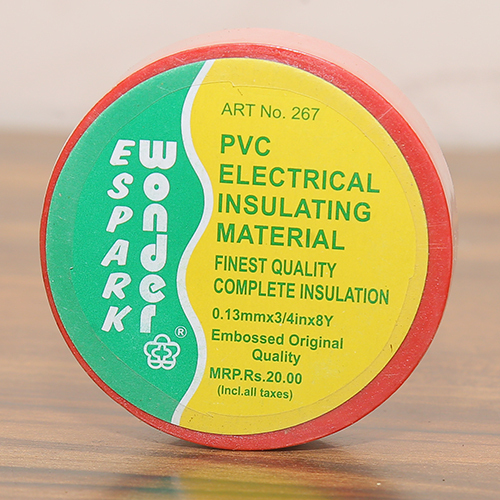 ESPARK
Wonder
®
ART No. 267
PVC
ELECTRICAL
INSULATING
MATERIAL
FINEST QUALITY
COMPLETE INSULATION
0.13mmx3/4inx8Y
Embossed Original
Quality
MRP.Rs.20.00
(Incl.all taxes)